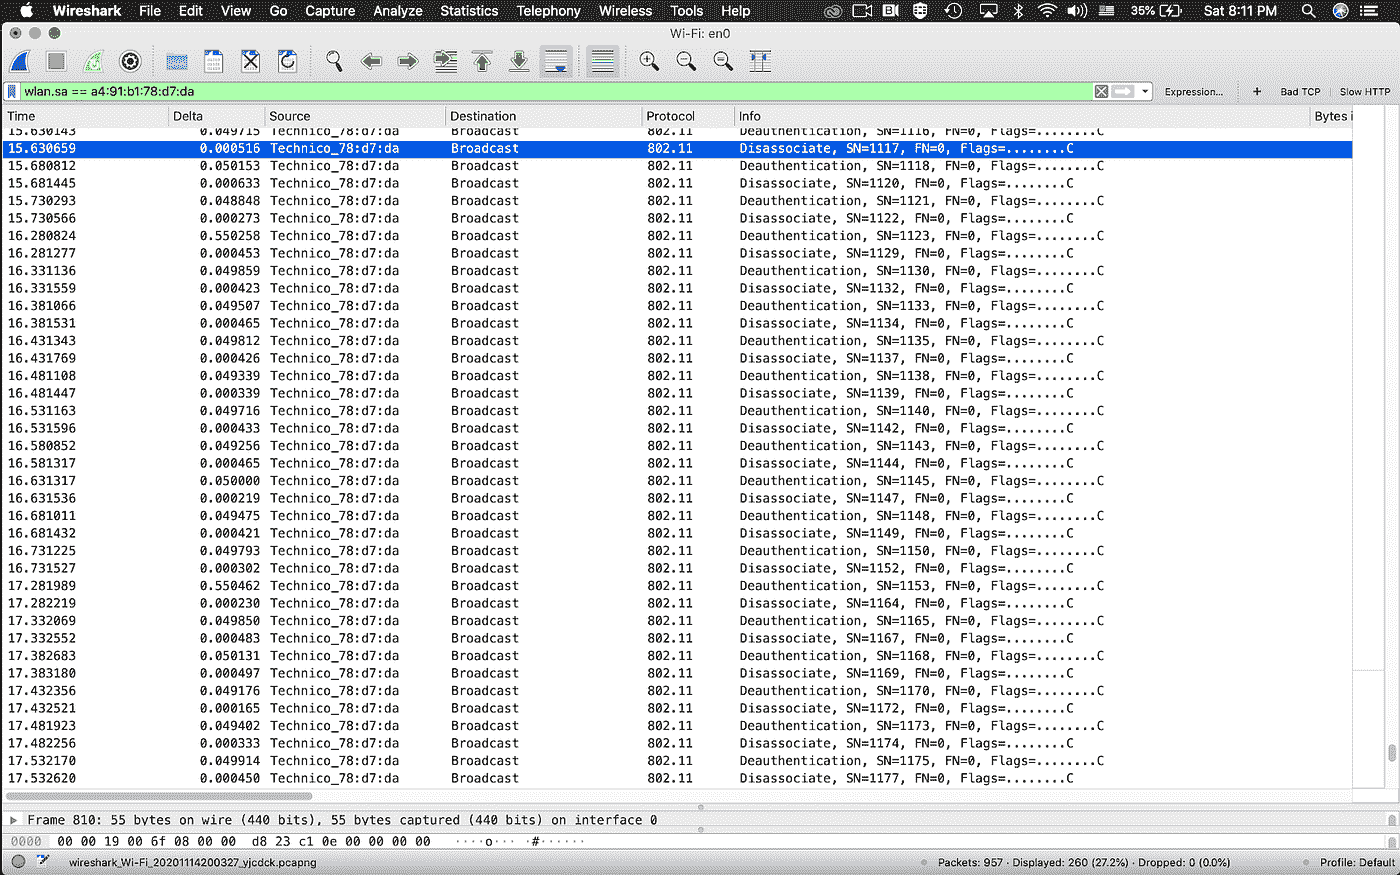 Wireshark File Edit View Go Capture Analyze Statistics Telephony Wireless Tools Help 35% Sat 8:11 PM
Wi-Fi: en0
wlan.sa == a4:91:b1:78:d7:da Expression... + Bad TCP Slow HTTP
Time Delta Source Destination Protocol Info Bytes i
15.630143 0.049715 Technico_78:d7:da Broadcast 802.11 Deauthentication, SN=1116, FN=0, Flags=........C
15.630659 0.000516 Technico_78:d7:da Broadcast 802.11 Disassociate, SN=1117, FN=0, Flags=........C
15.680812 0.050153 Technico_78:d7:da Broadcast 802.11 Deauthentication, SN=1118, FN=0, Flags=........C
15.681445 0.000633 Technico_78:d7:da Broadcast 802.11 Disassociate, SN=1120, FN=0, Flags=........C
15.730293 0.048848 Technico_78:d7:da Broadcast 802.11 Deauthentication, SN=1121, FN=0, Flags=........C
15.730566 0.000273 Technico_78:d7:da Broadcast 802.11 Disassociate, SN=1122, FN=0, Flags=........C
16.280824 0.550258 Technico_78:d7:da Broadcast 802.11 Deauthentication, SN=1123, FN=0, Flags=........C
16.281277 0.000453 Technico_78:d7:da Broadcast 802.11 Disassociate, SN=1129, FN=0, Flags=........C
16.331136 0.049859 Technico_78:d7:da Broadcast 802.11 Deauthentication, SN=1130, FN=0, Flags=........C
16.331559 0.000423 Technico_78:d7:da Broadcast 802.11 Disassociate, SN=1132, FN=0, Flags=........C
16.381066 0.049507 Technico_78:d7:da Broadcast 802.11 Deauthentication, SN=1133, FN=0, Flags=........C
16.381531 0.000465 Technico_78:d7:da Broadcast 802.11 Disassociate, SN=1134, FN=0, Flags=........C
16.431343 0.049812 Technico_78:d7:da Broadcast 802.11 Deauthentication, SN=1135, FN=0, Flags=........C
16.431769 0.000426 Technico_78:d7:da Broadcast 802.11 Disassociate, SN=1137, FN=0, Flags=........C
16.481108 0.049339 Technico_78:d7:da Broadcast 802.11 Deauthentication, SN=1138, FN=0, Flags=........C
16.481447 0.000339 Technico_78:d7:da Broadcast 802.11 Disassociate, SN=1139, FN=0, Flags=........C
16.531163 0.049716 Technico_78:d7:da Broadcast 802.11 Deauthentication, SN=1140, FN=0, Flags=........C
16.531596 0.000433 Technico_78:d7:da Broadcast 802.11 Disassociate, SN=1142, FN=0, Flags=........C
16.580852 0.049256 Technico_78:d7:da Broadcast 802.11 Deauthentication, SN=1143, FN=0, Flags=........C
16.581317 0.000465 Technico_78:d7:da Broadcast 802.11 Disassociate, SN=1144, FN=0, Flags=........C
16.631317 0.050000 Technico_78:d7:da Broadcast 802.11 Deauthentication, SN=1145, FN=0, Flags=........C
16.631536 0.000219 Technico_78:d7:da Broadcast 802.11 Disassociate, SN=1147, FN=0, Flags=........C
16.681011 0.049475 Technico_78:d7:da Broadcast 802.11 Deauthentication, SN=1148, FN=0, Flags=........C
16.681432 0.000421 Technico_78:d7:da Broadcast 802.11 Disassociate, SN=1149, FN=0, Flags=........C
16.731225 0.049793 Technico_78:d7:da Broadcast 802.11 Deauthentication, SN=1150, FN=0, Flags=........C
16.731527 0.000302 Technico_78:d7:da Broadcast 802.11 Disassociate, SN=1152, FN=0, Flags=........C
17.281989 0.550462 Technico_78:d7:da Broadcast 802.11 Deauthentication, SN=1153, FN=0, Flags=........C
17.282219 0.000230 Technico_78:d7:da Broadcast 802.11 Disassociate, SN=1164, FN=0, Flags=........C
17.332069 0.049850 Technico_78:d7:da Broadcast 802.11 Deauthentication, SN=1165, FN=0, Flags=........C
17.332552 0.000483 Technico_78:d7:da Broadcast 802.11 Disassociate, SN=1167, FN=0, Flags=........C
17.382683 0.050131 Technico_78:d7:da Broadcast 802.11 Deauthentication, SN=1168, FN=0, Flags=........C
17.383180 0.000497 Technico_78:d7:da Broadcast 802.11 Disassociate, SN=1169, FN=0, Flags=........C
17.432356 0.049176 Technico_78:d7:da Broadcast 802.11 Deauthentication, SN=1170, FN=0, Flags=........C
17.432521 0.000165 Technico_78:d7:da Broadcast 802.11 Disassociate, SN=1172, FN=0, Flags=........C
17.481923 0.049402 Technico_78:d7:da Broadcast 802.11 Deauthentication, SN=1173, FN=0, Flags=........C
17.482256 0.000333 Technico_78:d7:da Broadcast 802.11 Disassociate, SN=1174, FN=0, Flags=........C
17.532170 0.049914 Technico_78:d7:da Broadcast 802.11 Deauthentication, SN=1175, FN=0, Flags=........C
17.532620 0.000450 Technico_78:d7:da Broadcast 802.11 Disassociate, SN=1177, FN=0, Flags=........C
Frame 810: 55 bytes on wire (440 bits), 55 bytes captured (440 bits) on interface 0
0000 00 00 19 00 6f 08 00 00 d8 23 c1 0e 00 00 00 00 ····o··· ·#······
wireshark_Wi-Fi_20201114200327_yjcdck.pcapng Packets: 957 · Displayed: 260 (27.2%) · Dropped: 0 (0.0%) Profile: Default